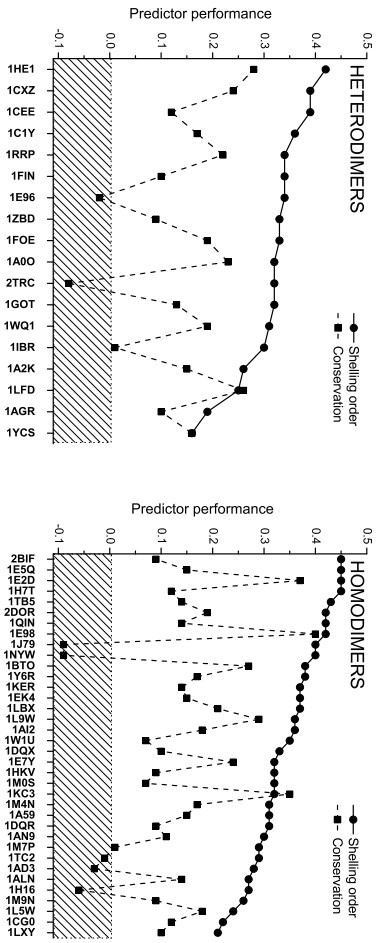 Predictor performance
-0.1
0.0
0.1
0.2
0.3
0.4
0.5
HETERODIMERS
Shelling order
Conservation
1HE1
1CXZ
1CEE
1C1Y
1RRP
1FIN
1E96
1ZBD
1FOE
1A0O
2TRC
1GOT
1WQ1
1IBR
1A2K
1LFD
1AGR
1YCS
Predictor performance
-0.1
0.0
0.1
0.2
0.3
0.4
0.5
HOMODIMERS
Shelling order
Conservation
2BIF
1E5Q
1E2D
1H7T
1TB5
2DOR
1QIN
1E98
1J79
1NYW
1BTO
1Y6R
1KER
1EK4
1LBX
1L9W
1AI2
1W1U
1DQX
1E7Y
1HKV
1M0S
1KC3
1M4N
1A59
1DQR
1AN9
1M7P
1TC2
1AD3
1ALN
1H16
1M9N
1L5W
1CG0
1LXY